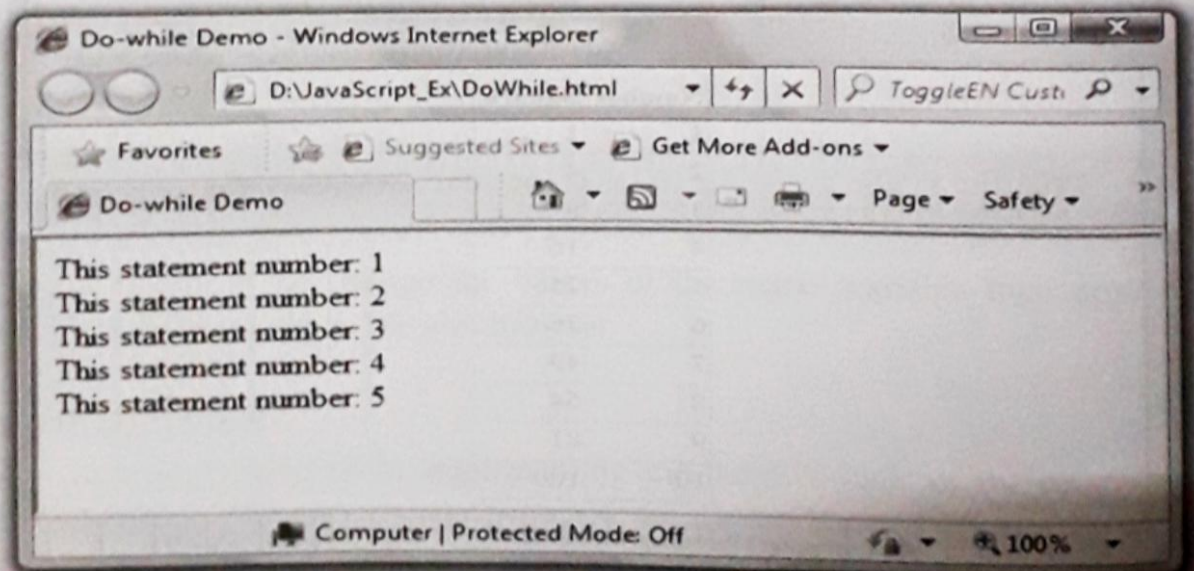 Do-while Demo - Windows Internet Explorer
D:\JavaScript_Ex\DoWhile.html ToggleEN Cust
Favorites Suggested Sites Get More Add-ons
Do-while Demo Page Safety »
This statement number: 1
This statement number: 2
This statement number: 3
This statement number: 4
This statement number: 5
Computer | Protected Mode: Off 100%